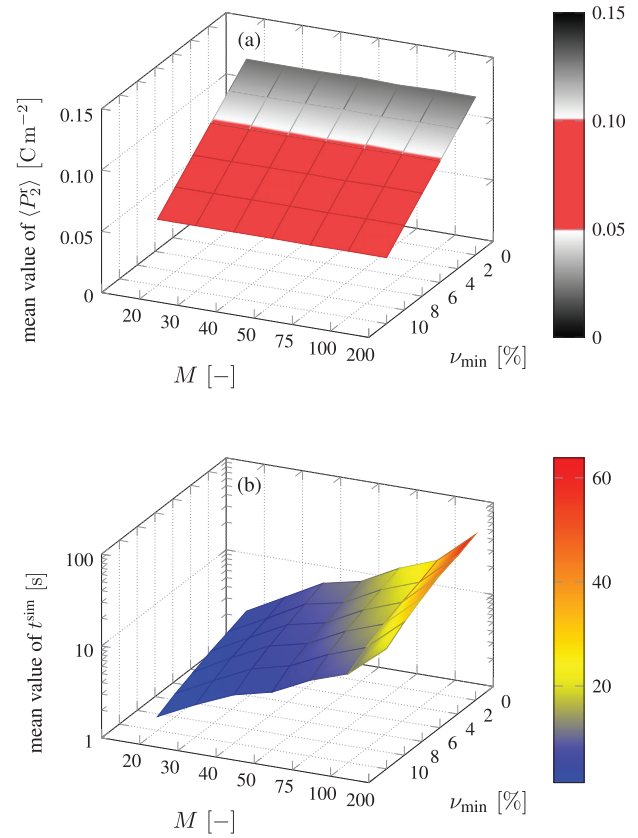 (a)
0.15
0.10
0.05
0
mean value of ⟨P₂ʳ⟩ [C m⁻²]
20 30 40 50 75 100 200
M [−]
10 8 6 4 2 0
ν_min [%]
0.15
0.10
0.05
0
(b)
100
10
1
mean value of t^sim [s]
20 30 40 50 75 100 200
M [−]
10 8 6 4 2 0
ν_min [%]
60
40
20